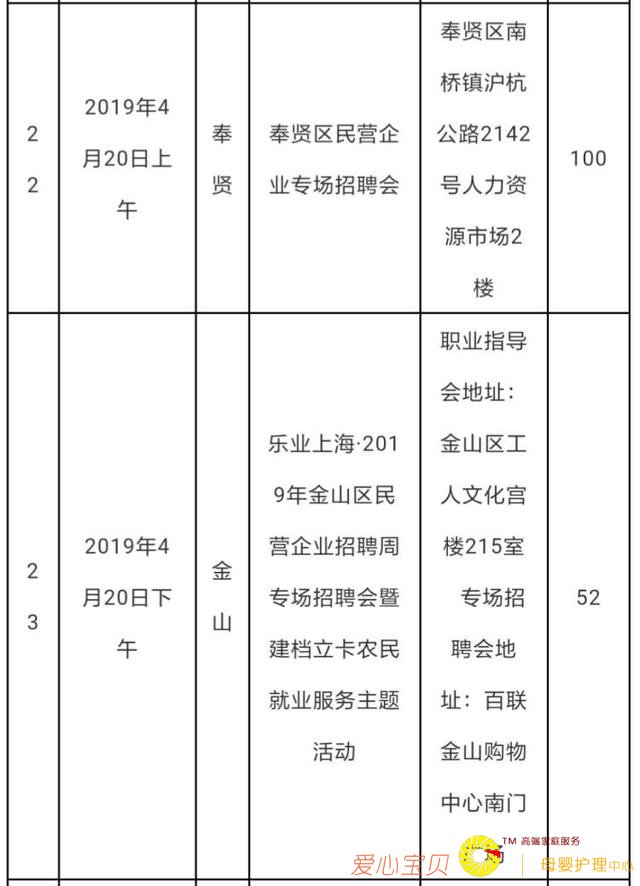 2
2
2019年4
月20日上
午
奉
贤
奉贤区民营企
业专场招聘会
奉贤区南
桥镇沪杭
公路2142
号人力资
源市场2
楼
100
2
3
2019年4
月20日下
午
金
山
乐业上海·201
9年金山区民
营企业招聘周
专场招聘会暨
建档立卡农民
就业服务主题
活动
职业指导
会地址：
金山区工
人文化宫
楼215室
专场招
聘会地
址：百联
金山购物
中心南门
52
爱心宝贝
TM 高端家庭服务
母婴护理中心